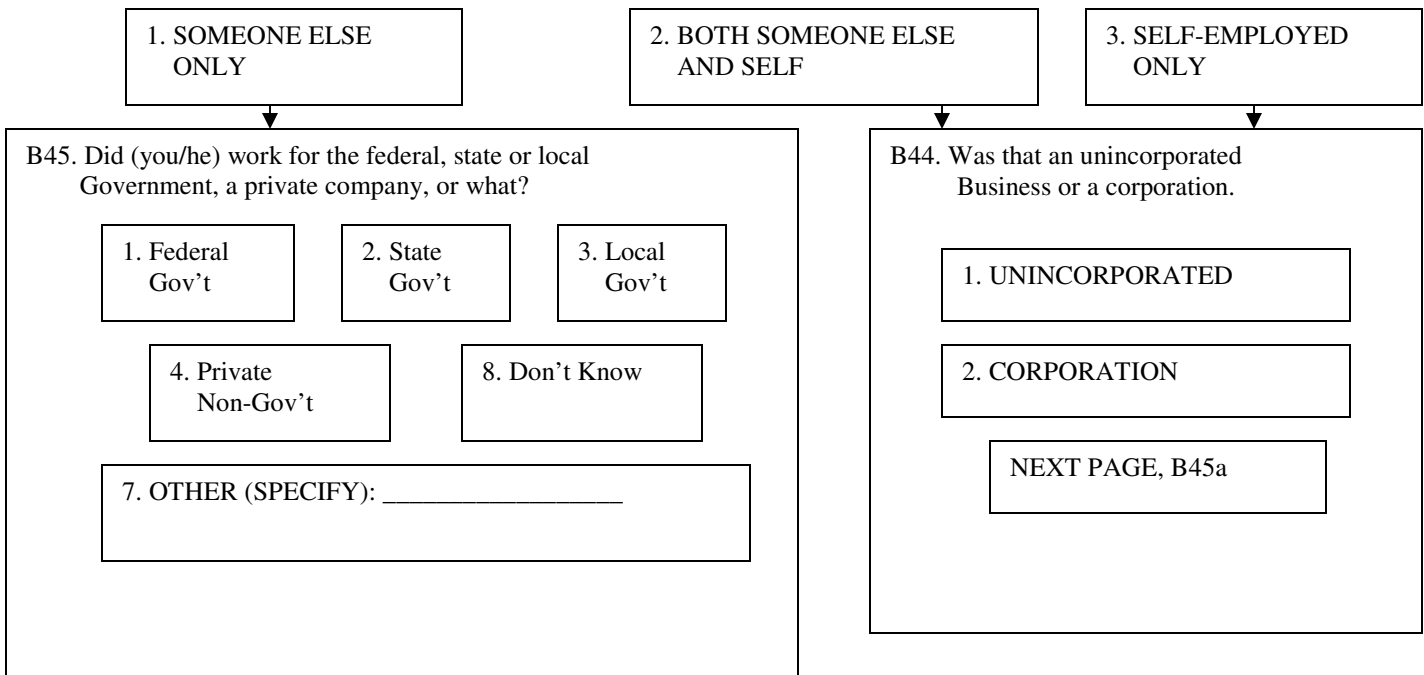 1. SOMEONE ELSE
ONLY
2. BOTH SOMEONE ELSE
AND SELF
3. SELF-EMPLOYED
ONLY
B45. Did (you/he) work for the federal, state or local
Government, a private company, or what?
1. Federal
Gov’t
2. State
Gov’t
3. Local
Gov’t
4. Private
Non-Gov’t
8. Don’t Know
7. OTHER (SPECIFY): __________________
B44. Was that an unincorporated
Business or a corporation.
1. UNINCORPORATED
2. CORPORATION
NEXT PAGE, B45a